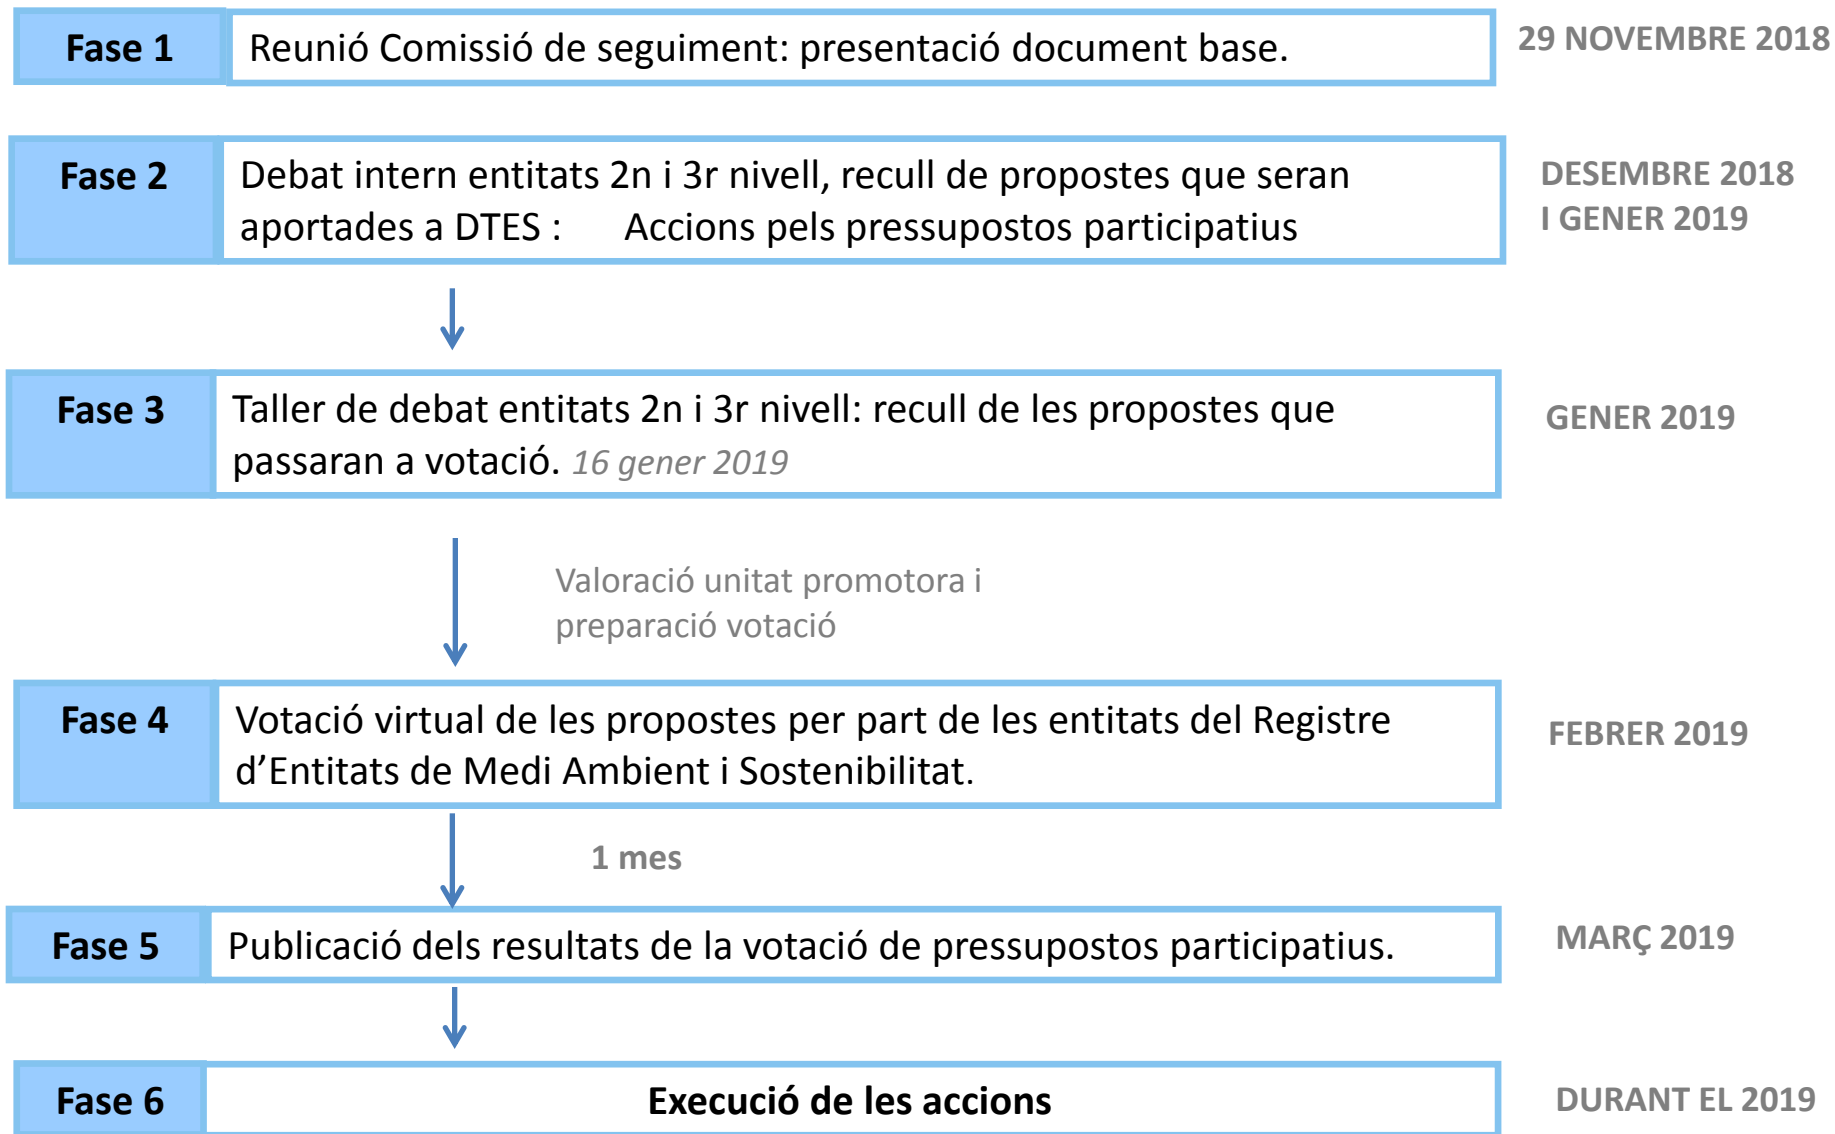 Fase 1
Reunió Comissió de seguiment: presentació document base.
29 NOVEMBRE 2018
Fase 2
Debat intern entitats 2n i 3r nivell, recull de propostes que seran
aportades a DTES : Accions pels pressupostos participatius
DESEMBRE 2018
I GENER 2019
Fase 3
Taller de debat entitats 2n i 3r nivell: recull de les propostes que
passaran a votació. 16 gener 2019
GENER 2019
Valoració unitat promotora i
preparació votació
Fase 4
Votació virtual de les propostes per part de les entitats del Registre
d’Entitats de Medi Ambient i Sostenibilitat.
FEBRER 2019
1 mes
Fase 5
Publicació dels resultats de la votació de pressupostos participatius.
MARÇ 2019
Fase 6
Execució de les accions
DURANT EL 2019